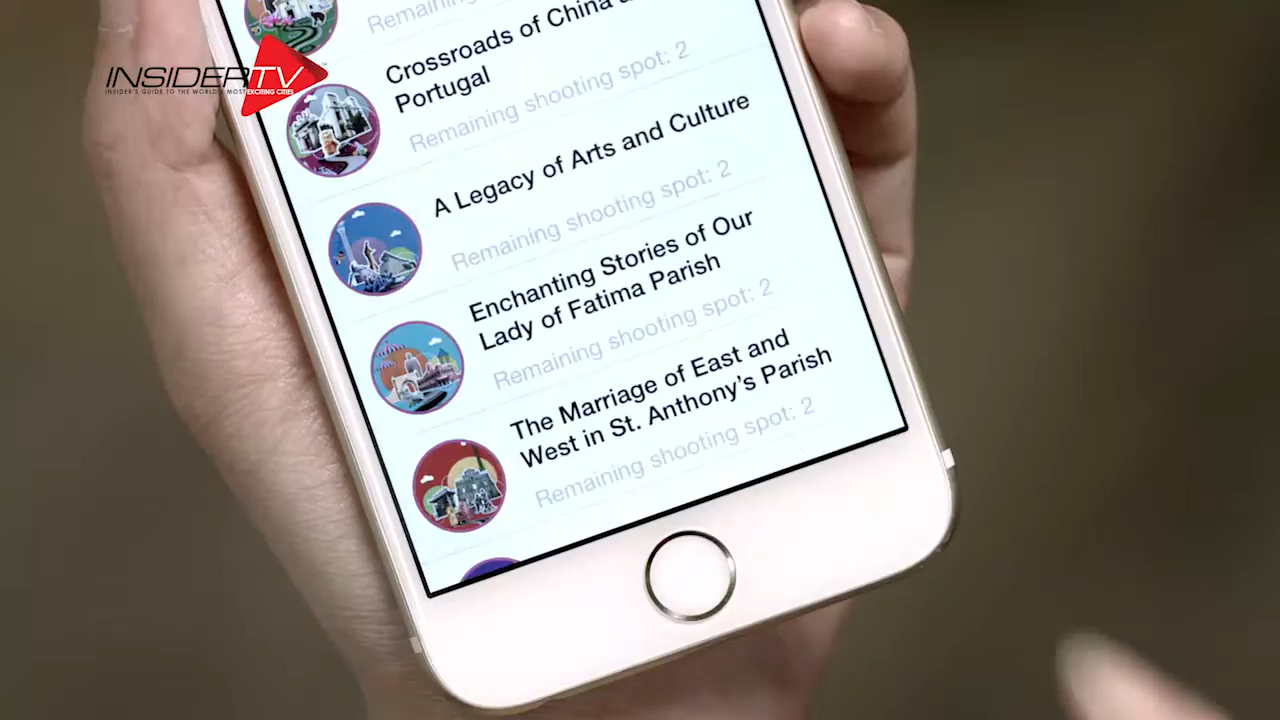 Remaining
Crossroads of China a
Portugal
Remaining shooting spot: 2
INSIDERTV
INSIDER'S GUIDE TO THE WORLD'S MOST EXCITING CITIES
A Legacy of Arts and Culture
Remaining shooting spot: 2
Enchanting Stories of Our
Lady of Fatima Parish
Remaining shooting spot: 2
The Marriage of East and
West in St. Anthony's Parish
Remaining shooting spot: 2